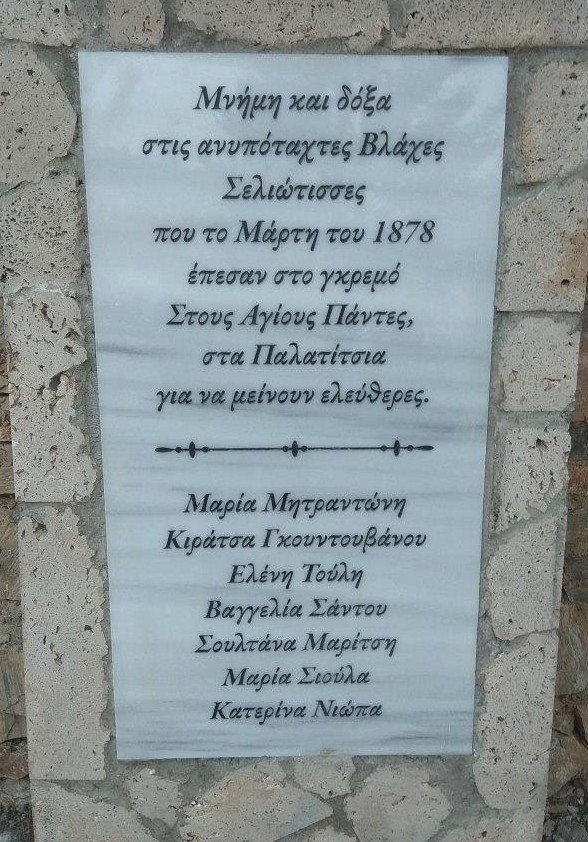 Μνήμη και δόξα
στις ανυπόταχτες Βλάχες
Σελιώτισσες
που το Μάρτη του 1878
έπεσαν στο γκρεμό
Στους Αγίους Πάντες,
στα Παλατίτσια
για να μείνουν ελεύθερες.
Μαρία Μητραντώνη
Κιράτσα Γκουντουβάνου
Ελένη Τούλη
Βαγγελία Σάντου
Σουλτάνα Μαρίτση
Μαρία Σιούλα
Κατερίνα Νιώπα